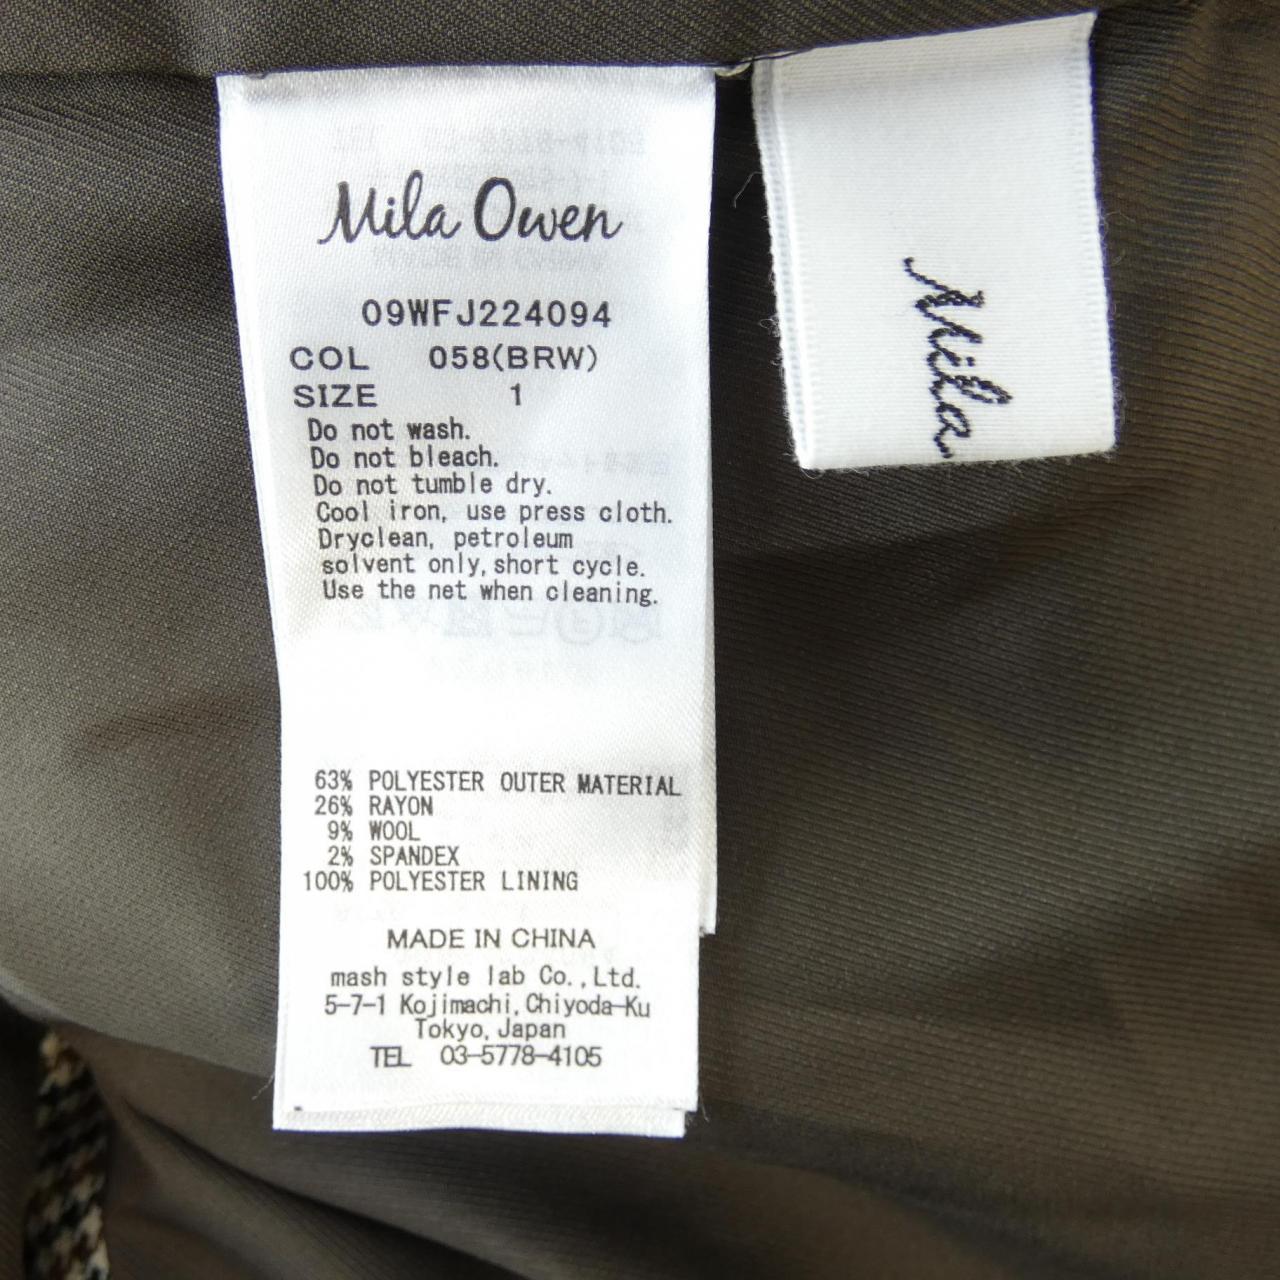 Mila Owen
09WFJ224094
COL 058(BRW)
SIZE 1
Do not wash.
Do not bleach.
Do not tumble dry.
Cool iron, use press cloth.
Dryclean, petroleum
solvent only, short cycle.
Use the net when cleaning.
63% POLYESTER OUTER MATERIAL
26% RAYON
9% WOOL
2% SPANDEX
100% POLYESTER LINING
MADE IN CHINA
mash style lab Co.,Ltd.
5-7-1 Kojimachi, Chiyoda-Ku
Tokyo, Japan
TEL 03-5778-4105
Mila